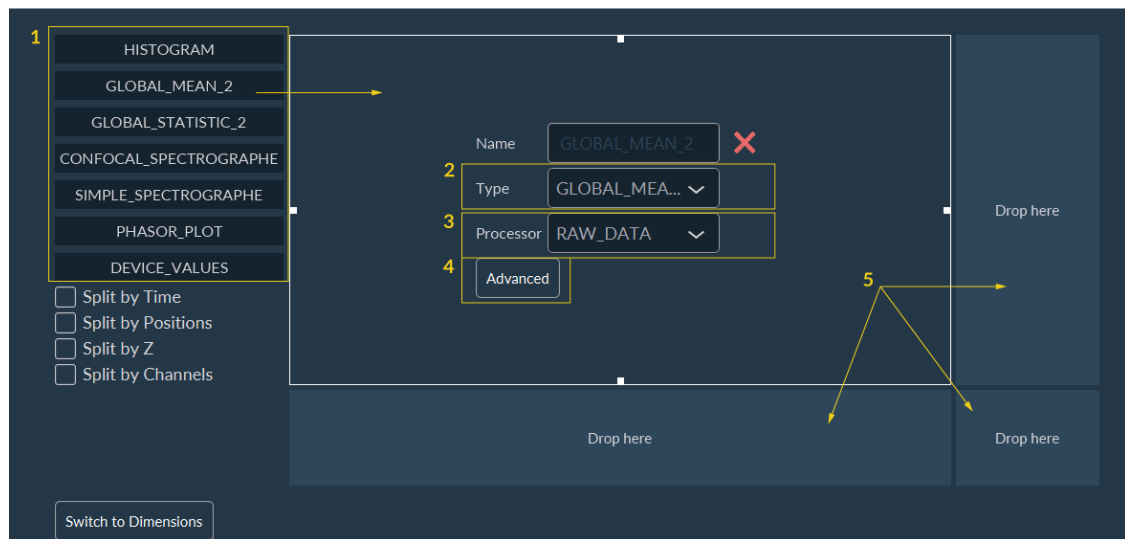 1
HISTOGRAM
GLOBAL_MEAN_2
GLOBAL_STATISTIC_2
CONFOCAL_SPECTROGRAPHE
SIMPLE_SPECTROGRAPHE
PHASOR_PLOT
DEVICE_VALUES
Split by Time
Split by Positions
Split by Z
Split by Channels
Name GLOBAL_MEAN_2
2
Type GLOBAL_MEA...
3
Processor RAW_DATA
4
Advanced
5
Drop here
Drop here
Drop here
Switch to Dimensions